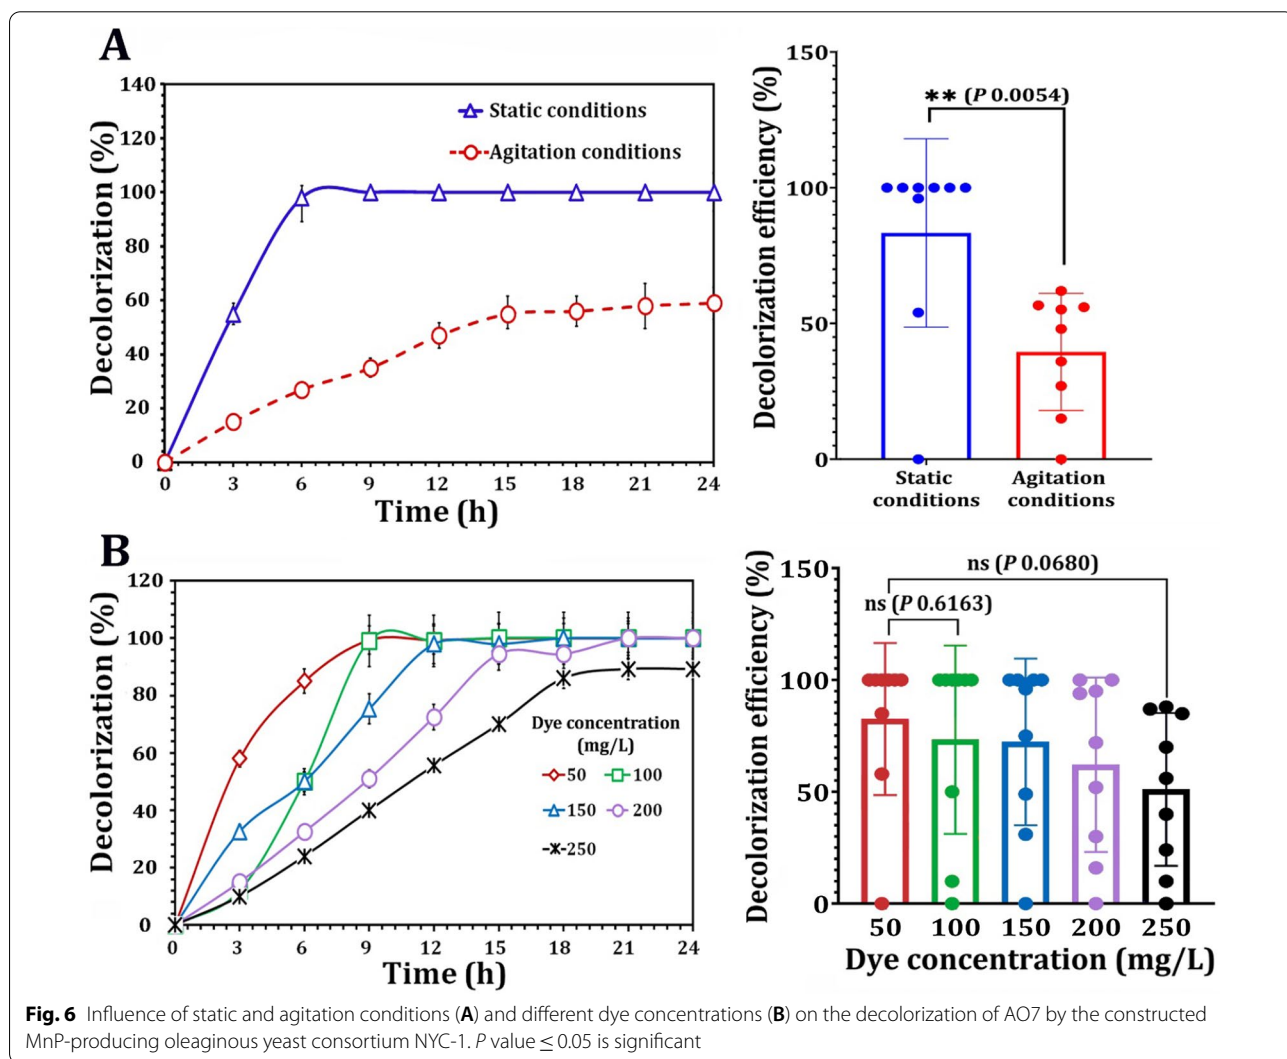 A
Decolorization (%)
140
120
100
80
60
40
20
0
Static conditions
Agitation conditions
0 3 6 9 12 15 18 21 24
Time (h)
Decolorization efficiency (%)
150
100
50
0
** (P 0.0054)
Static conditions
Agitation conditions
B
Decolorization (%)
120
100
80
60
40
20
0
Dye concentration
(mg/L)
50 100
150 200
250
0 3 6 9 12 15 18 21 24
Time (h)
Decolorization efficiency (%)
150
100
50
0
ns (P 0.0680)
ns (P 0.6163)
50 100 150 200 250
Dye concentration (mg/L)
Fig. 6 Influence of static and agitation conditions (A) and different dye concentrations (B) on the decolorization of AO7 by the constructed
MnP-producing oleaginous yeast consortium NYC-1. P value ≤ 0.05 is significant